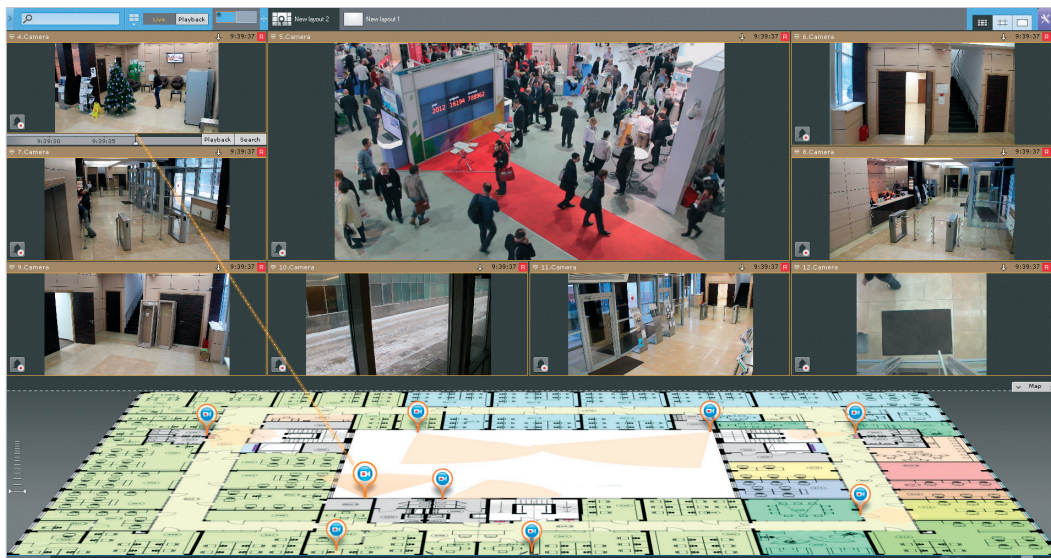 Live Playback New layout 2 New layout 1
4.Camera 9:39:37 R
5.Camera 9:39:37 R
6.Camera 9:39:37 R
2012 16194 788962
9:39:30 9:39:35 Playback Search
7.Camera 9:39:37 R
8.Camera 9:39:37 R
9.Camera 9:39:37 R
10.Camera 9:39:37 R
11.Camera 9:39:37 R
12.Camera 9:39:37 R
Map